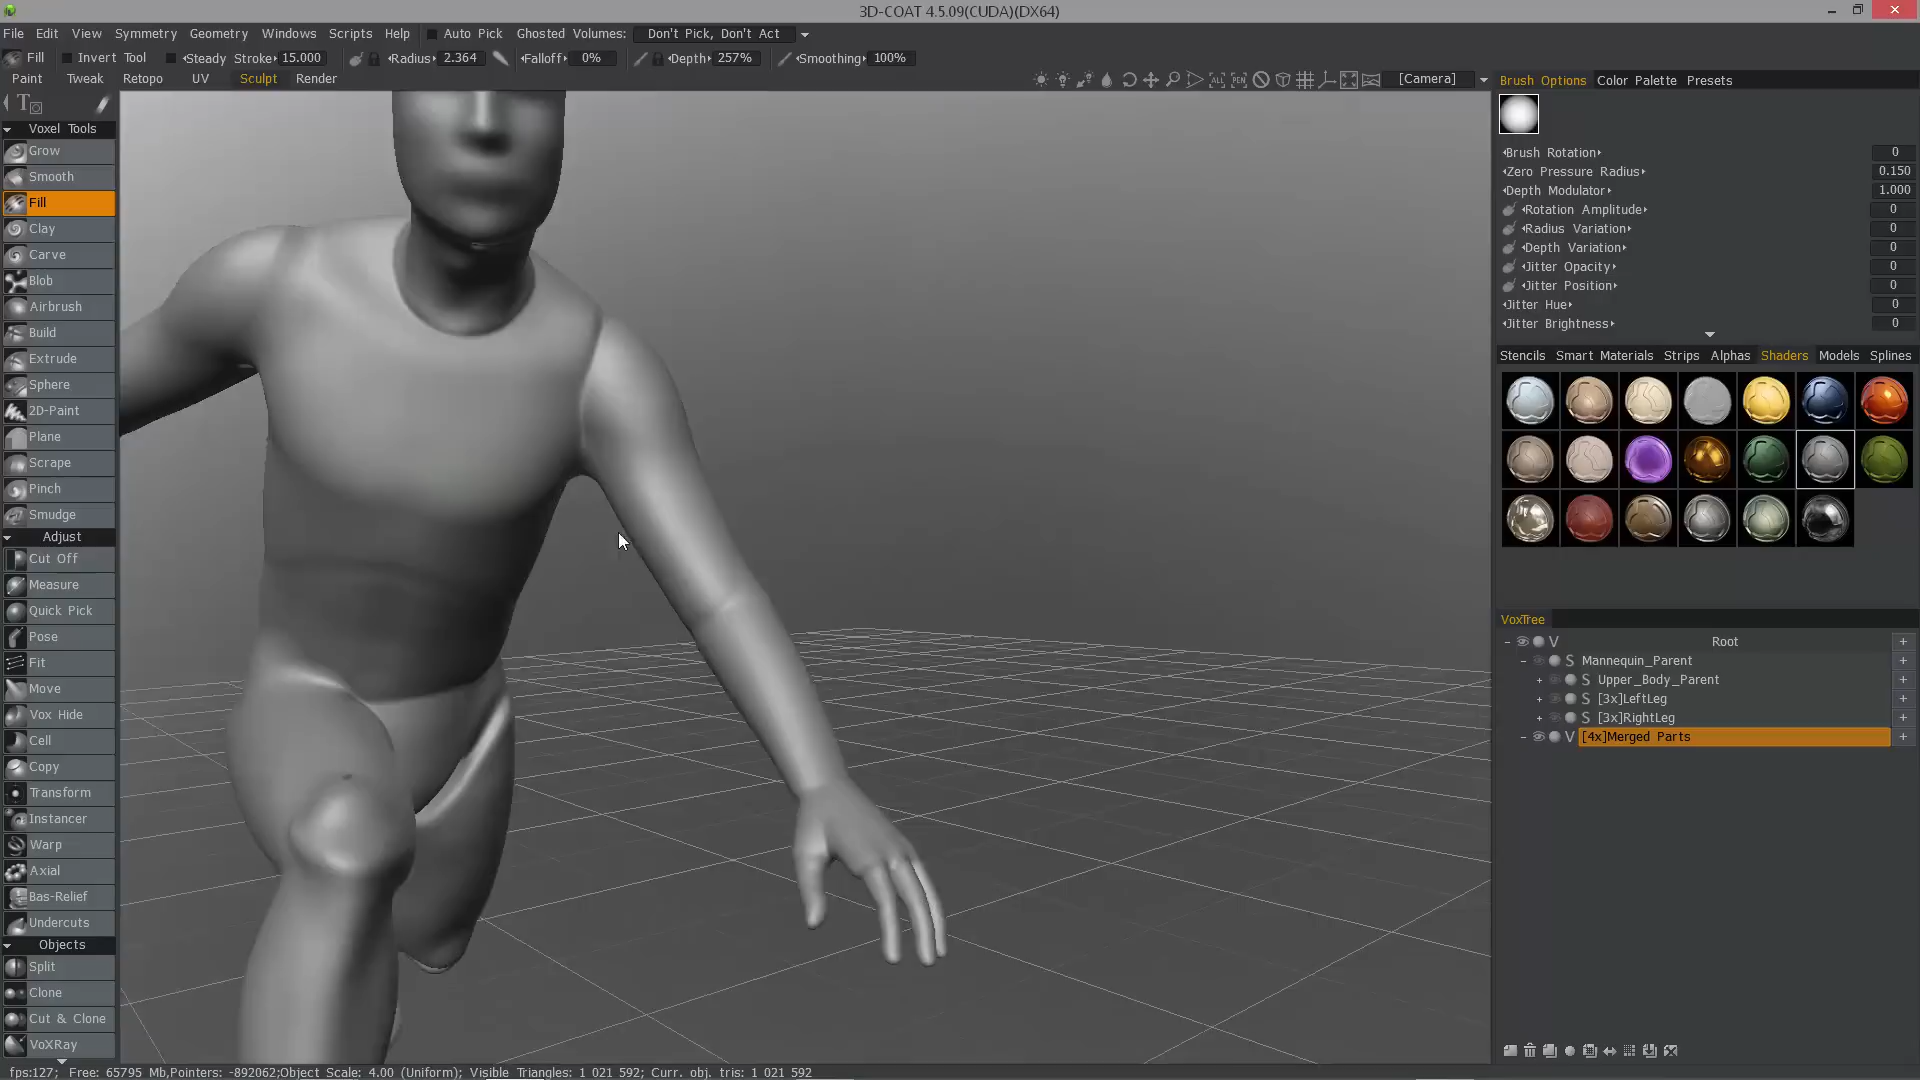 3D-COAT 4.5.09(CUDA)(DX64)
File Edit View Symmetry Geometry Windows Scripts Help Auto Pick Ghosted Volumes: Don't Pick, Don't Act
Fill Invert Tool Steady Stroke 15.000 Radius 2.364 Falloff 0% Depth 257% Smoothing 100%
Paint Tweak Retopo UV Sculpt Render
[Camera]
Voxel Tools
Grow
Smooth
Fill
Clay
Carve
Blob
Airbrush
Build
Extrude
Sphere
2D-Paint
Plane
Scrape
Pinch
Smudge
Adjust
Cut Off
Measure
Quick Pick
Pose
Fit
Move
Vox Hide
Cell
Copy
Transform
Instancer
Warp
Axial
Bas-Relief
Undercuts
Objects
Split
Clone
Cut & Clone
VoXRay
Brush Options Color Palette Presets
Brush Rotation 0
Zero Pressure Radius 0.150
Depth Modulator 1.000
Rotation Amplitude 0
Radius Variation 0
Depth Variation 0
Jitter Opacity 0
Jitter Position 0
Jitter Hue 0
Jitter Brightness 0
Stencils Smart Materials Strips Alphas Shaders Models Splines
VoxTree
V Root
S Mannequin_Parent
S Upper_Body_Parent
S [3x]LeftLeg
S [3x]RightLeg
V [4x]Merged Parts
fps:127; Free: 65795 Mb,Pointers: -892062;Object Scale: 4.00 (Uniform); Visible Triangles: 1 021 592; Curr. obj. tris: 1 021 592